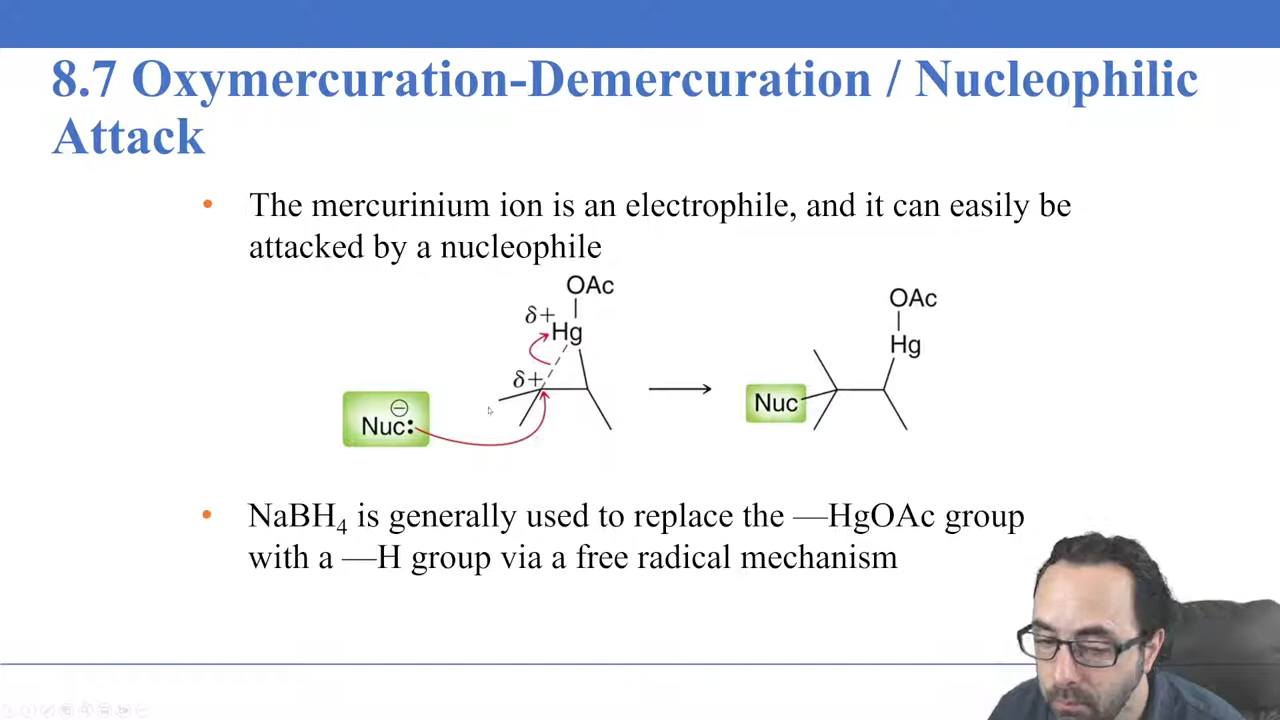 8.7 Oxymercuration-Demercuration / Nucleophilic
Attack
• The mercurinium ion is an electrophile, and it can easily be
attacked by a nucleophile
OAc
δ+
Hg
δ+
⊖
Nuc:
OAc
Hg
Nuc
• NaBH₄ is generally used to replace the —HgOAc group
with a —H group via a free radical mechanism